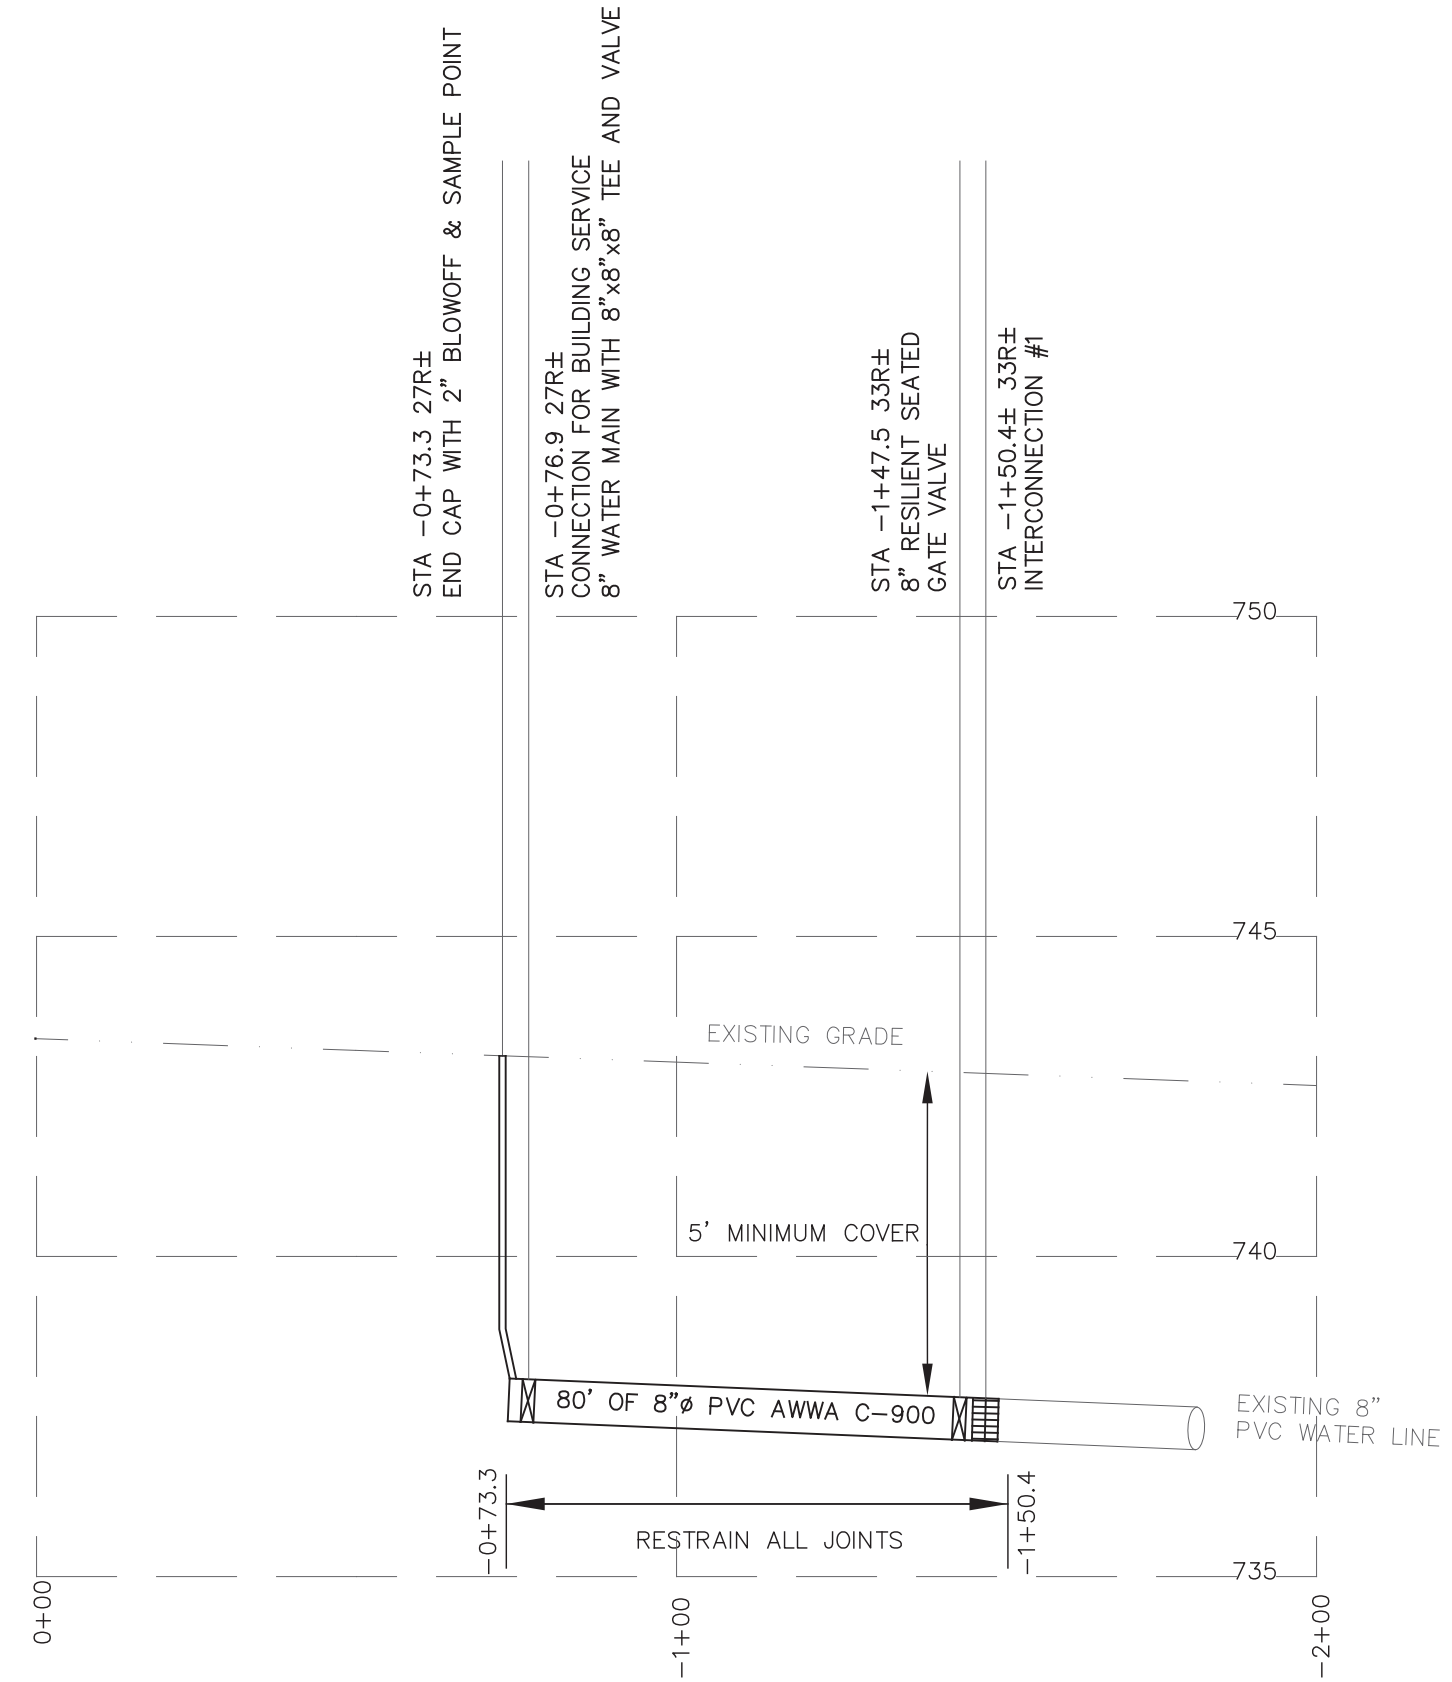 STA -0+73.3 27R±
END CAP WITH 2" BLOWOFF & SAMPLE POINT
STA -0+76.9 27R±
CONNECTION FOR BUILDING SERVICE
8" WATER MAIN WITH 8"x8"x8" TEE AND VALVE
STA -1+47.5 33R±
8" RESILIENT SEATED
GATE VALVE
STA -1+50.4± 33R±
INTERCONNECTION #1
750
745
EXISTING GRADE
5' MINIMUM COVER
740
80' OF 8"ø PVC AWWA C-900
EXISTING 8"
PVC WATER LINE
-0+73.3
RESTRAIN ALL JOINTS
-1+50.4
735
0+00
-1+00
-2+00